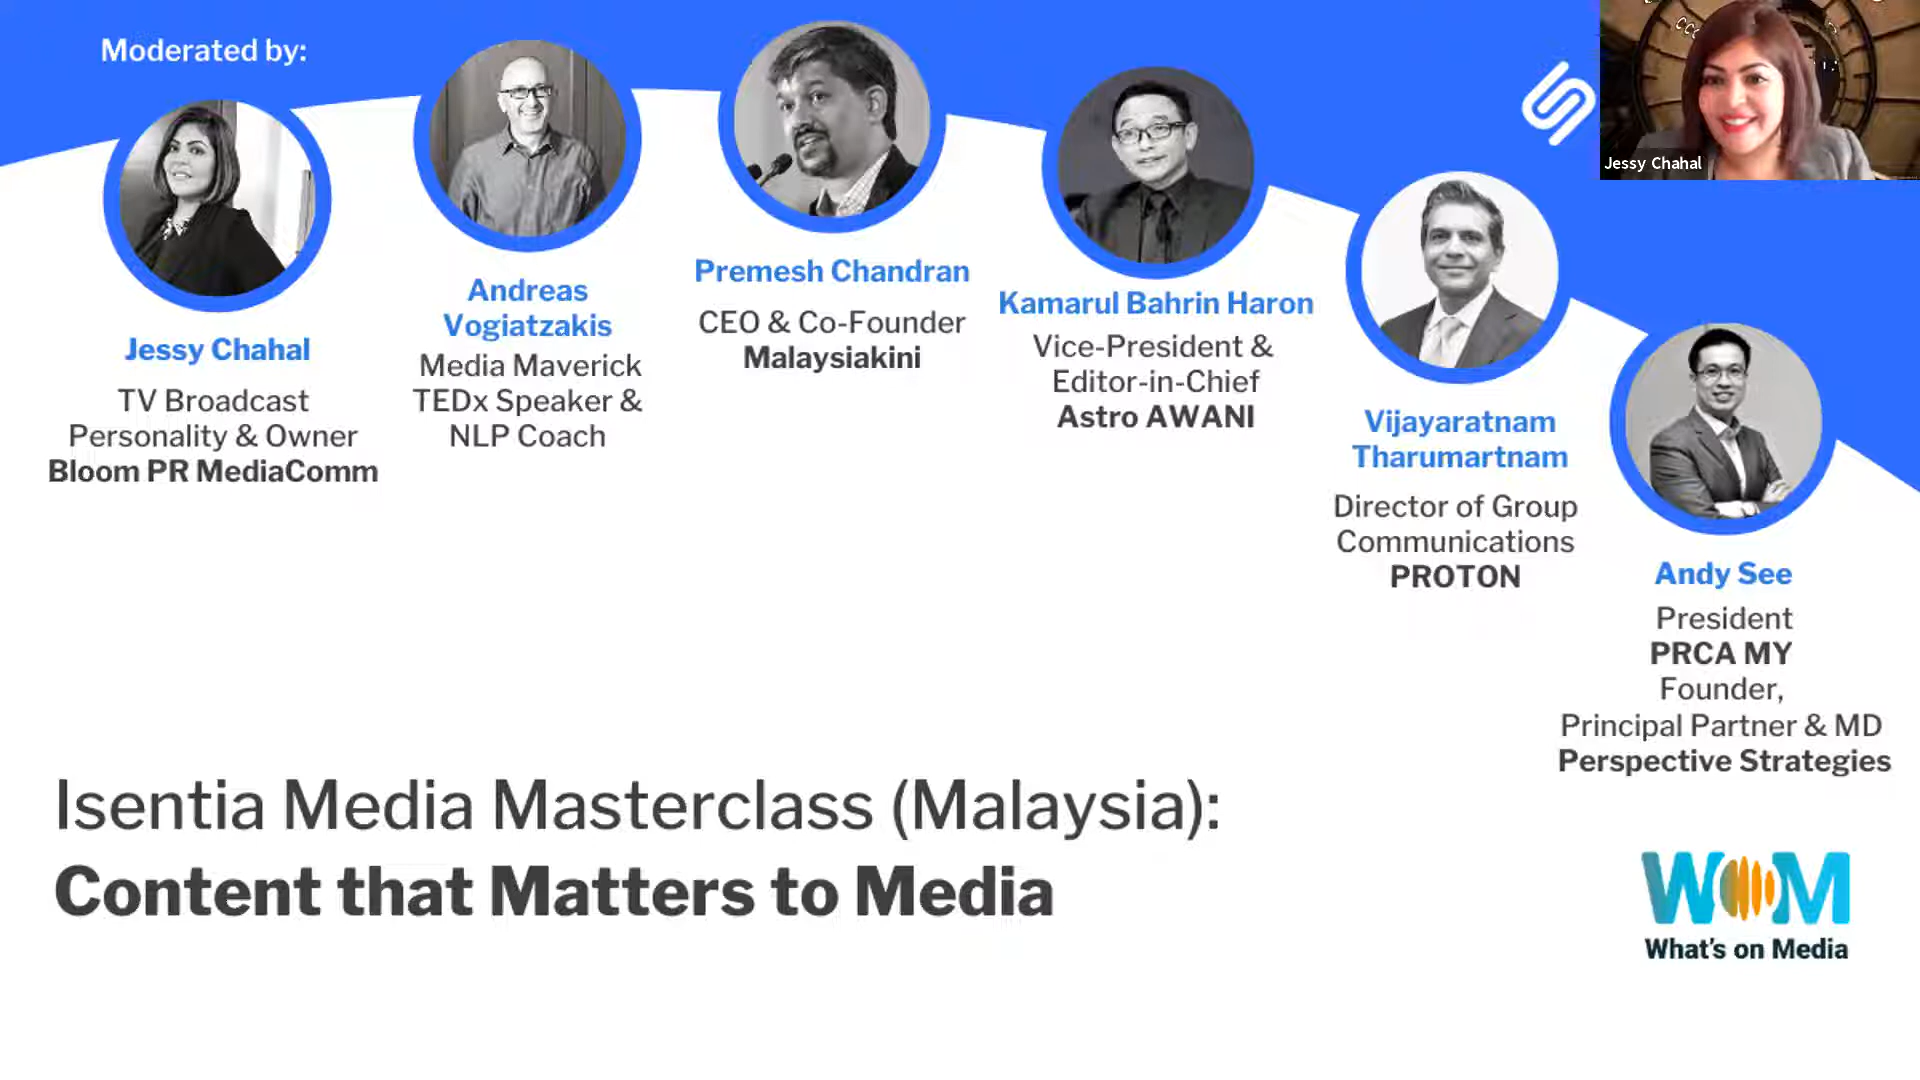 Moderated by:
Jessy Chahal
TV Broadcast
Personality & Owner
Bloom PR MediaComm
Andreas
Vogiatzakis
Media Maverick
TEDx Speaker &
NLP Coach
Premesh Chandran
CEO & Co-Founder
Malaysiakini
Kamarul Bahrin Haron
Vice-President &
Editor-in-Chief
Astro AWANI
Vijayaratnam
Tharumartnam
Director of Group
Communications
PROTON
Andy See
President
PRCA MY
Founder,
Principal Partner & MD
Perspective Strategies
Jessy Chahal
Isentia Media Masterclass (Malaysia):
Content that Matters to Media
WOM
What's on Media